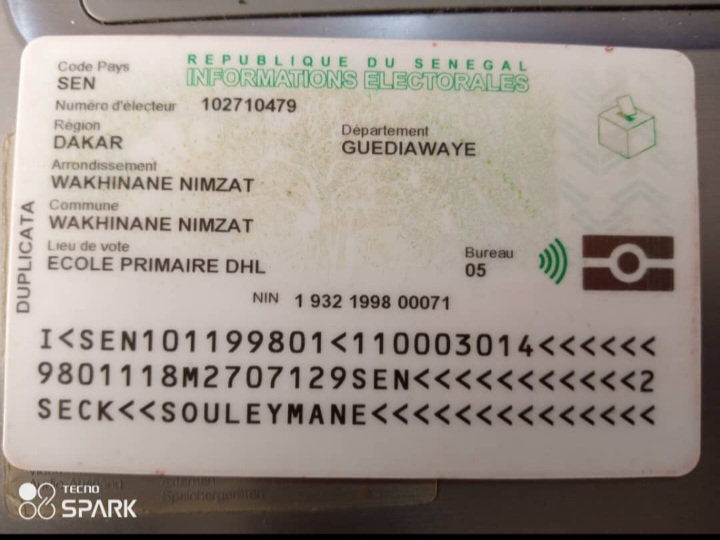 REPUBLIQUE DU SENEGAL
INFORMATIONS ELECTORALES
Code Pays
SEN
Numéro d'électeur 102710479
Région
DAKAR
Département
GUEDIAWAYE
Arrondissement
WAKHINANE NIMZAT
Commune
WAKHINANE NIMZAT
Lieu de vote
ECOLE PRIMAIRE DHL
Bureau
05
DUPLICATA
NIN 1 932 1998 00071
I<SEN101199801<110003014<<<<<<
9801118M2707129SEN<<<<<<<<<<<2
SECK<<SOULEYMANE<<<<<<<<<<<<<<
Speichergeräten
TECNO
SPARK